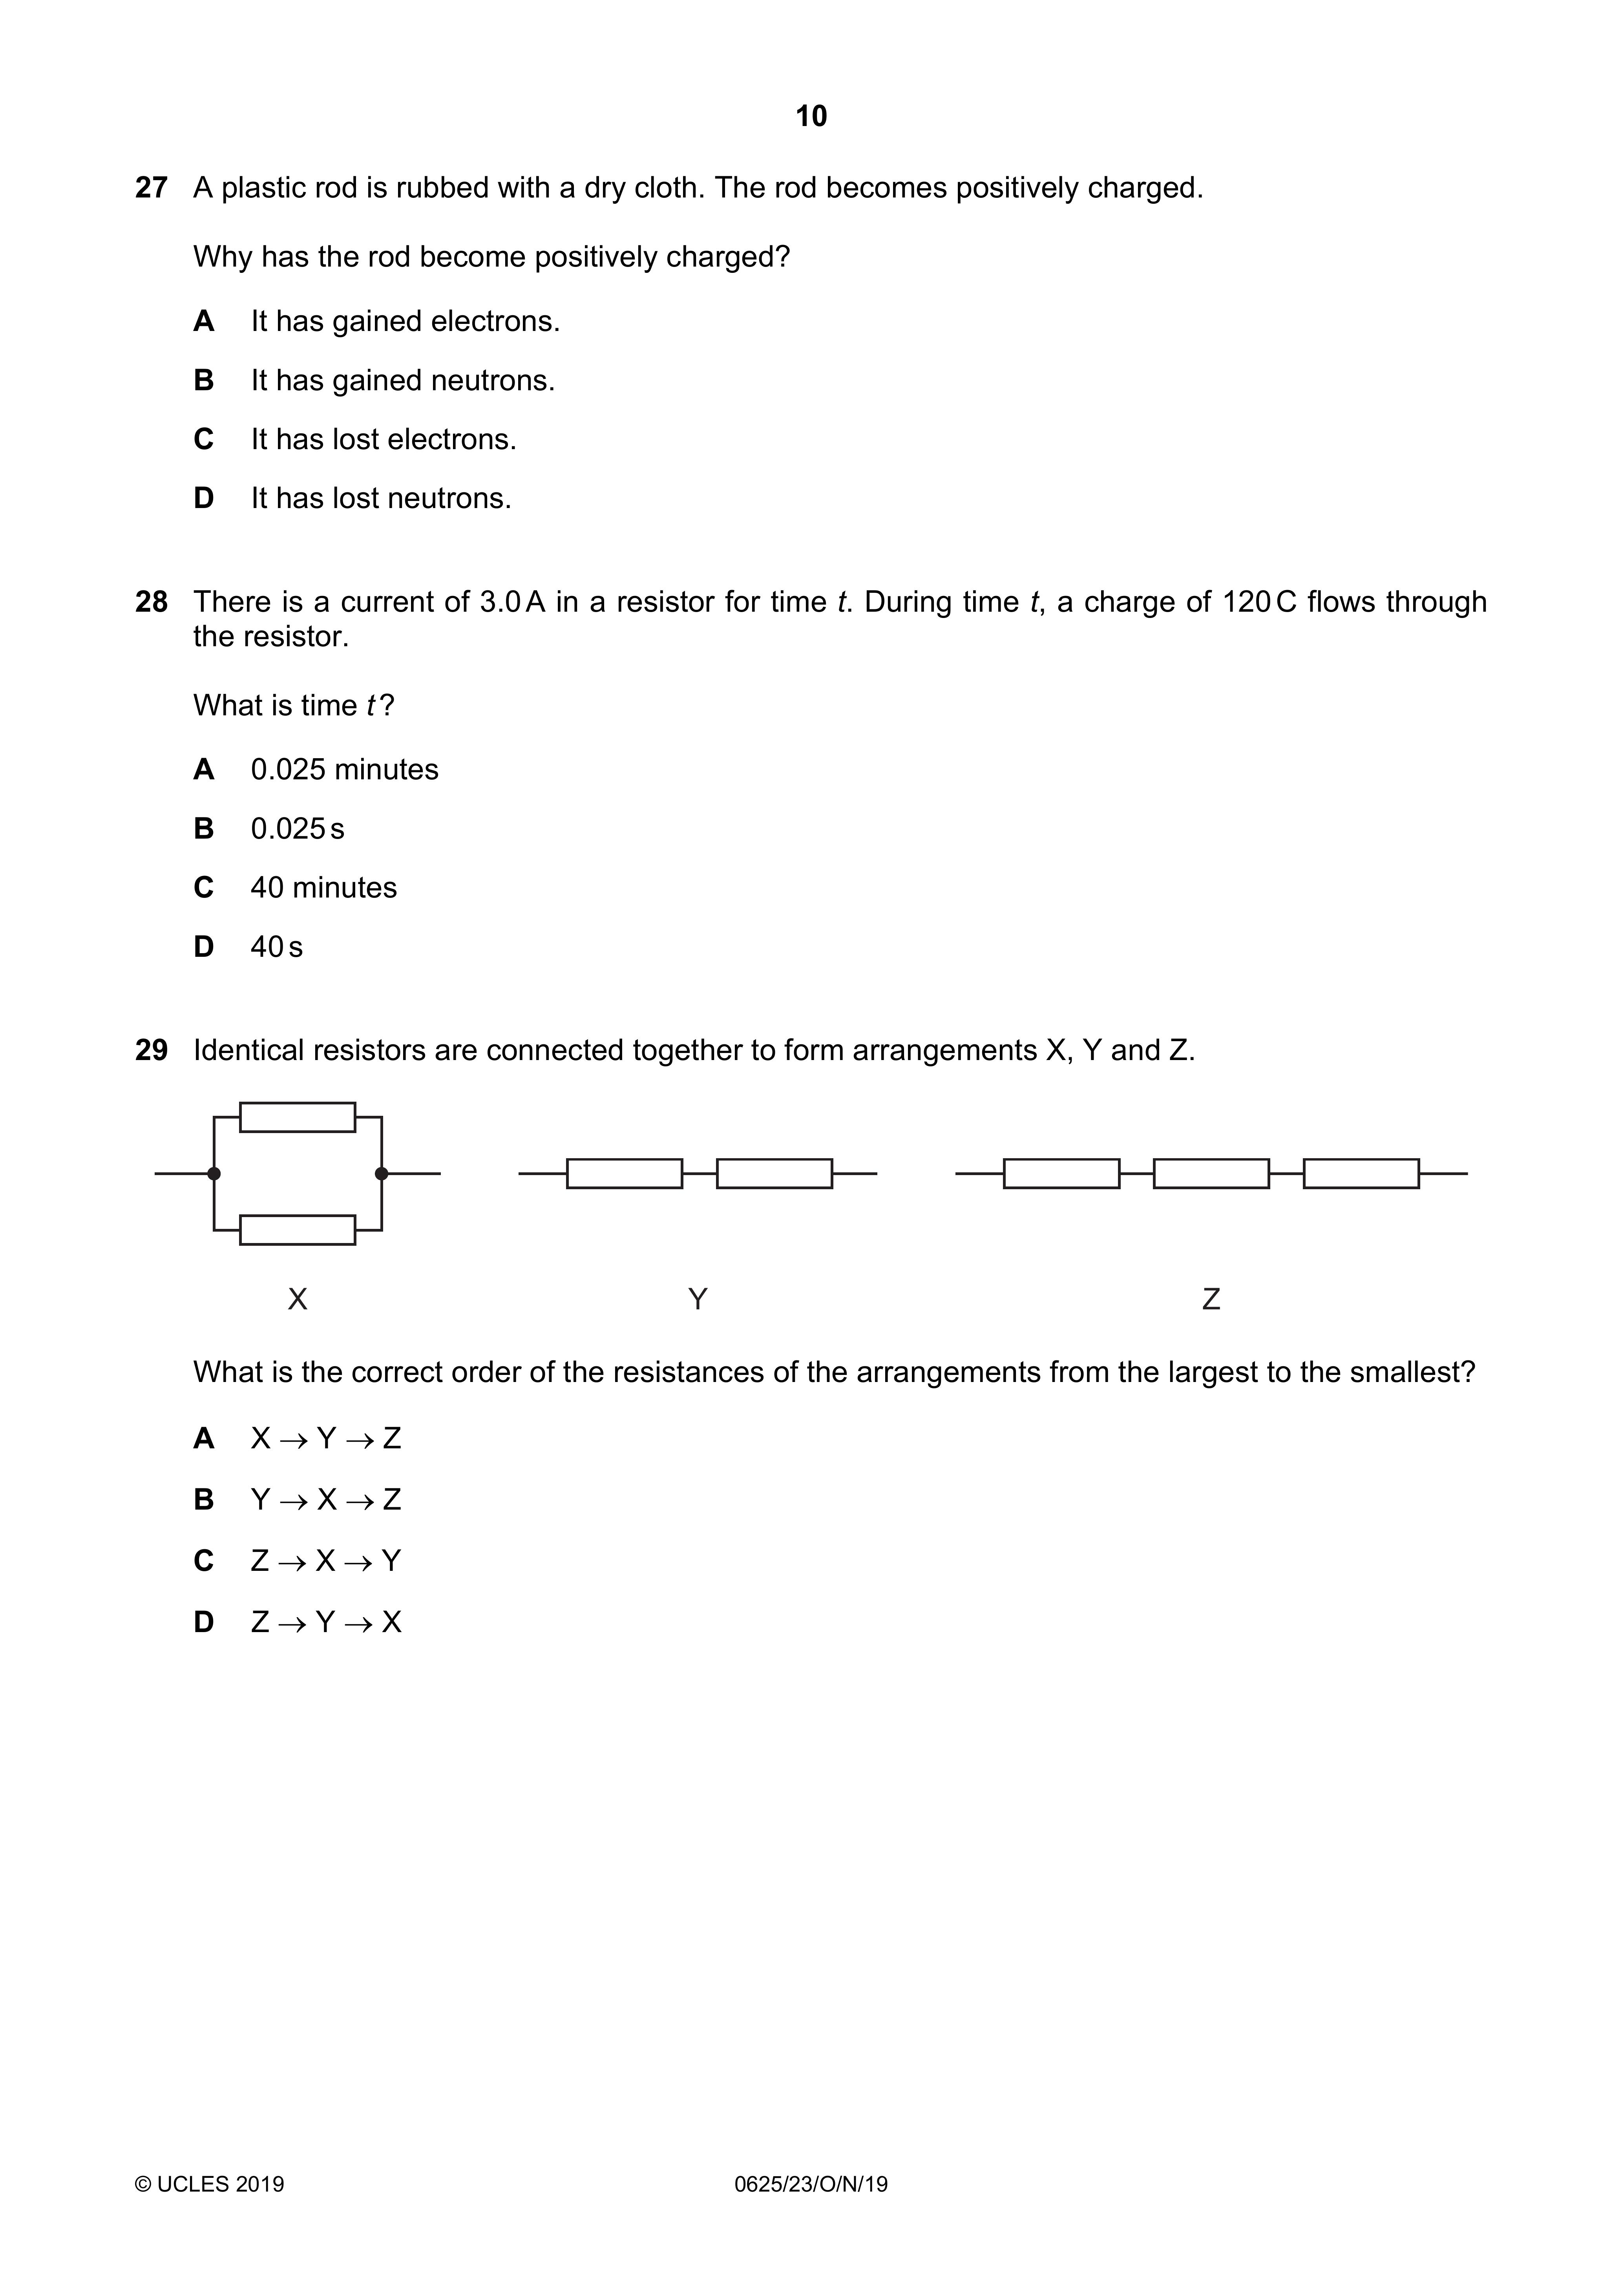 10
27 A plastic rod is rubbed with a dry cloth. The rod becomes positively charged.
Why has the rod become positively charged?
A It has gained electrons.
B It has gained neutrons.
C It has lost electrons.
D It has lost neutrons.
28 There is a current of 3.0 A in a resistor for time t. During time t, a charge of 120 C flows through
the resistor.
What is time t?
A 0.025 minutes
B 0.025 s
C 40 minutes
D 40 s
29 Identical resistors are connected together to form arrangements X, Y and Z.
X Y Z
What is the correct order of the resistances of the arrangements from the largest to the smallest?
A X → Y → Z
B Y → X → Z
C Z → X → Y
D Z → Y → X
© UCLES 2019 0625/23/O/N/19